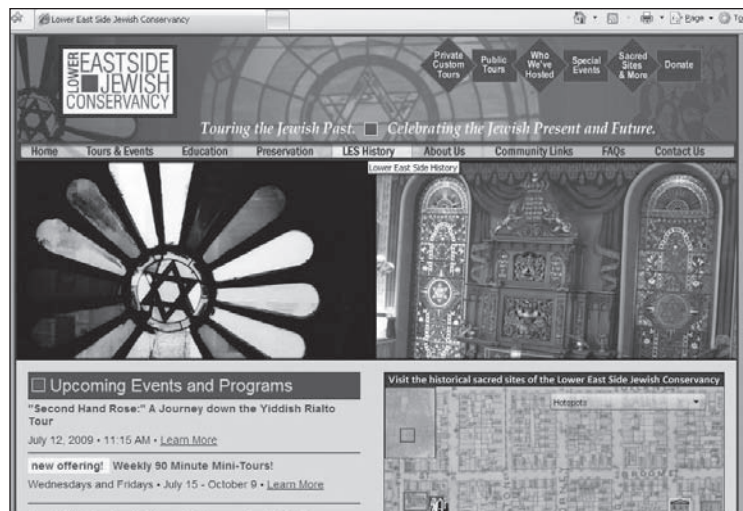 Lower East Side Jewish Conservancy
Page
To
LOWER
EASTSIDE
JEWISH
CONSERVANCY
Private
Custom
Tours
Public
Tours
Who
We've
Hosted
Special
Events
Sacred
Sites
& More
Donate
Touring the Jewish Past. Celebrating the Jewish Present and Future.
Home Tours & Events Education Preservation LES History About Us Community Links FAQs Contact Us
Lower East Side History
Upcoming Events and Programs
"Second Hand Rose:" A Journey down the Yiddish Rialto
Tour
July 12, 2009 • 11:15 AM • Learn More
new offering! Weekly 90 Minute Mini-Tours!
Wednesdays and Fridays • July 15 - October 9 • Learn More
Visit the historical sacred sites of the Lower East Side Jewish Conservancy
Hotspots
BROOME